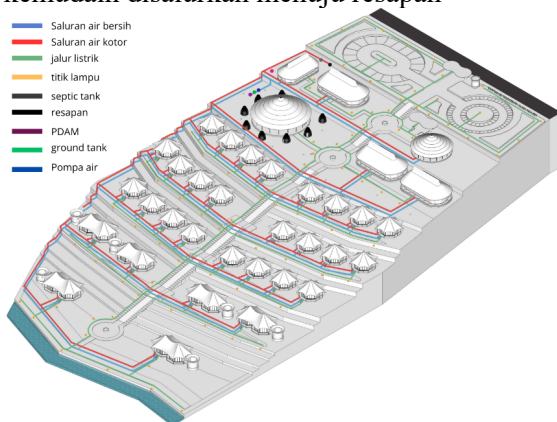 kemudain disalurkan menuju resapan
Saluran air bersih
Saluran air kotor
jalur listrik
titik lampu
septic tank
resapan
PDAM
ground tank
Pompa air